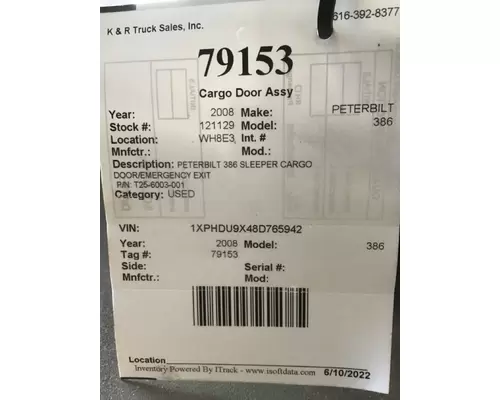 K & R Truck Sales, Inc. 616-392-8377
79153
Cargo Door Assy
Year: 2008 Make: PETERBILT
Stock #: 121129 Model: 386
Location: WH8E3 Int. #
Mnfctr.: Mod.:
Description: PETERBILT 386 SLEEPER CARGO
DOOR/EMERGENCY EXIT
P/N: T25-6003-001
Category: USED
VIN: 1XPHDU9X48D765942
Year: 2008 Model: 386
Tag #: 79153
Side: Serial #:
Mnfctr.: Mod:
Location
Inventory Powered By ITrack - www.isoftdata.com 6/10/2022